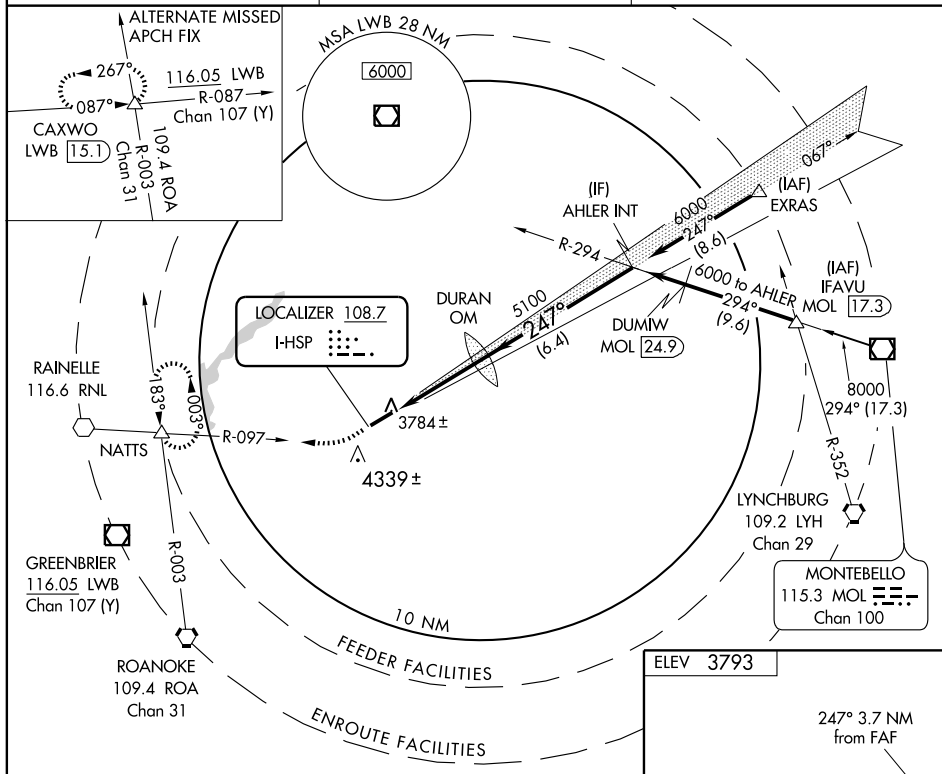 ALTERNATE MISSED
APCH FIX
267°
087°
116.05 LWB
R-087
Chan 107 (Y)
CAXWO
LWB 15.1
109.4 ROA
R-003
Chan 31
MSA LWB 28 NM
6000
067°
(IAF)
EXRAS
(IF)
AHLER INT
6000
247°
(8.6)
R-294
6000 to AHLER
294°
(9.6)
(IAF)
IFAVU
MOL 17.3
DUMIW
MOL 24.9
DURAN
OM
5100
247°
(6.4)
LOCALIZER 108.7
I-HSP
8000
294° (17.3)
RAINELLE
116.6 RNL
183°
003°
NATTS
R-097
3784 ±
4339 ±
R-352
LYNCHBURG
109.2 LYH
Chan 29
MONTEBELLO
115.3 MOL
Chan 100
GREENBRIER
116.05 LWB
Chan 107 (Y)
R-003
ROANOKE
109.4 ROA
Chan 31
10 NM
FEEDER FACILITIES
ENROUTE FACILITIES
ELEV 3793
247° 3.7 NM
from FAF